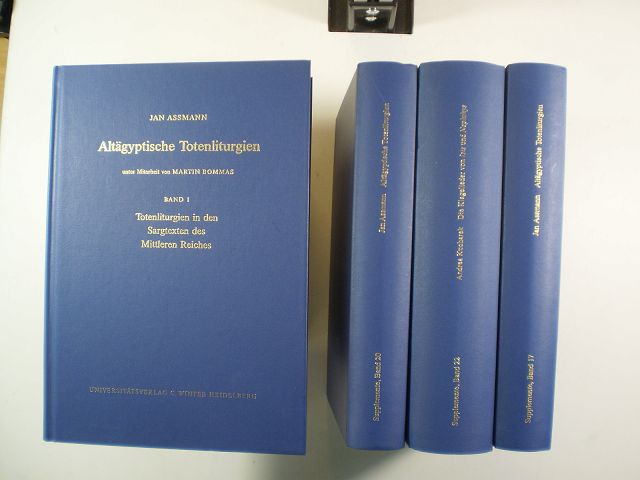 JAN ASSMANN
Altägyptische Totenliturgien
unter Mitarbeit von MARTIN BOMMAS
BAND 1
Totenliturgien in den
Sargtexten des
Mittleren Reiches
UNIVERSITÄTSVERLAG C. WINTER HEIDELBERG
Jan Assmann Altägyptische Totenliturgien
Supplemente, Band 20
Andrea Kucharek Die Klagelieder von Isis und Nephthys
Supplemente, Band 22
Jan Assmann Altägyptische Totenliturgien
Supplemente, Band 17